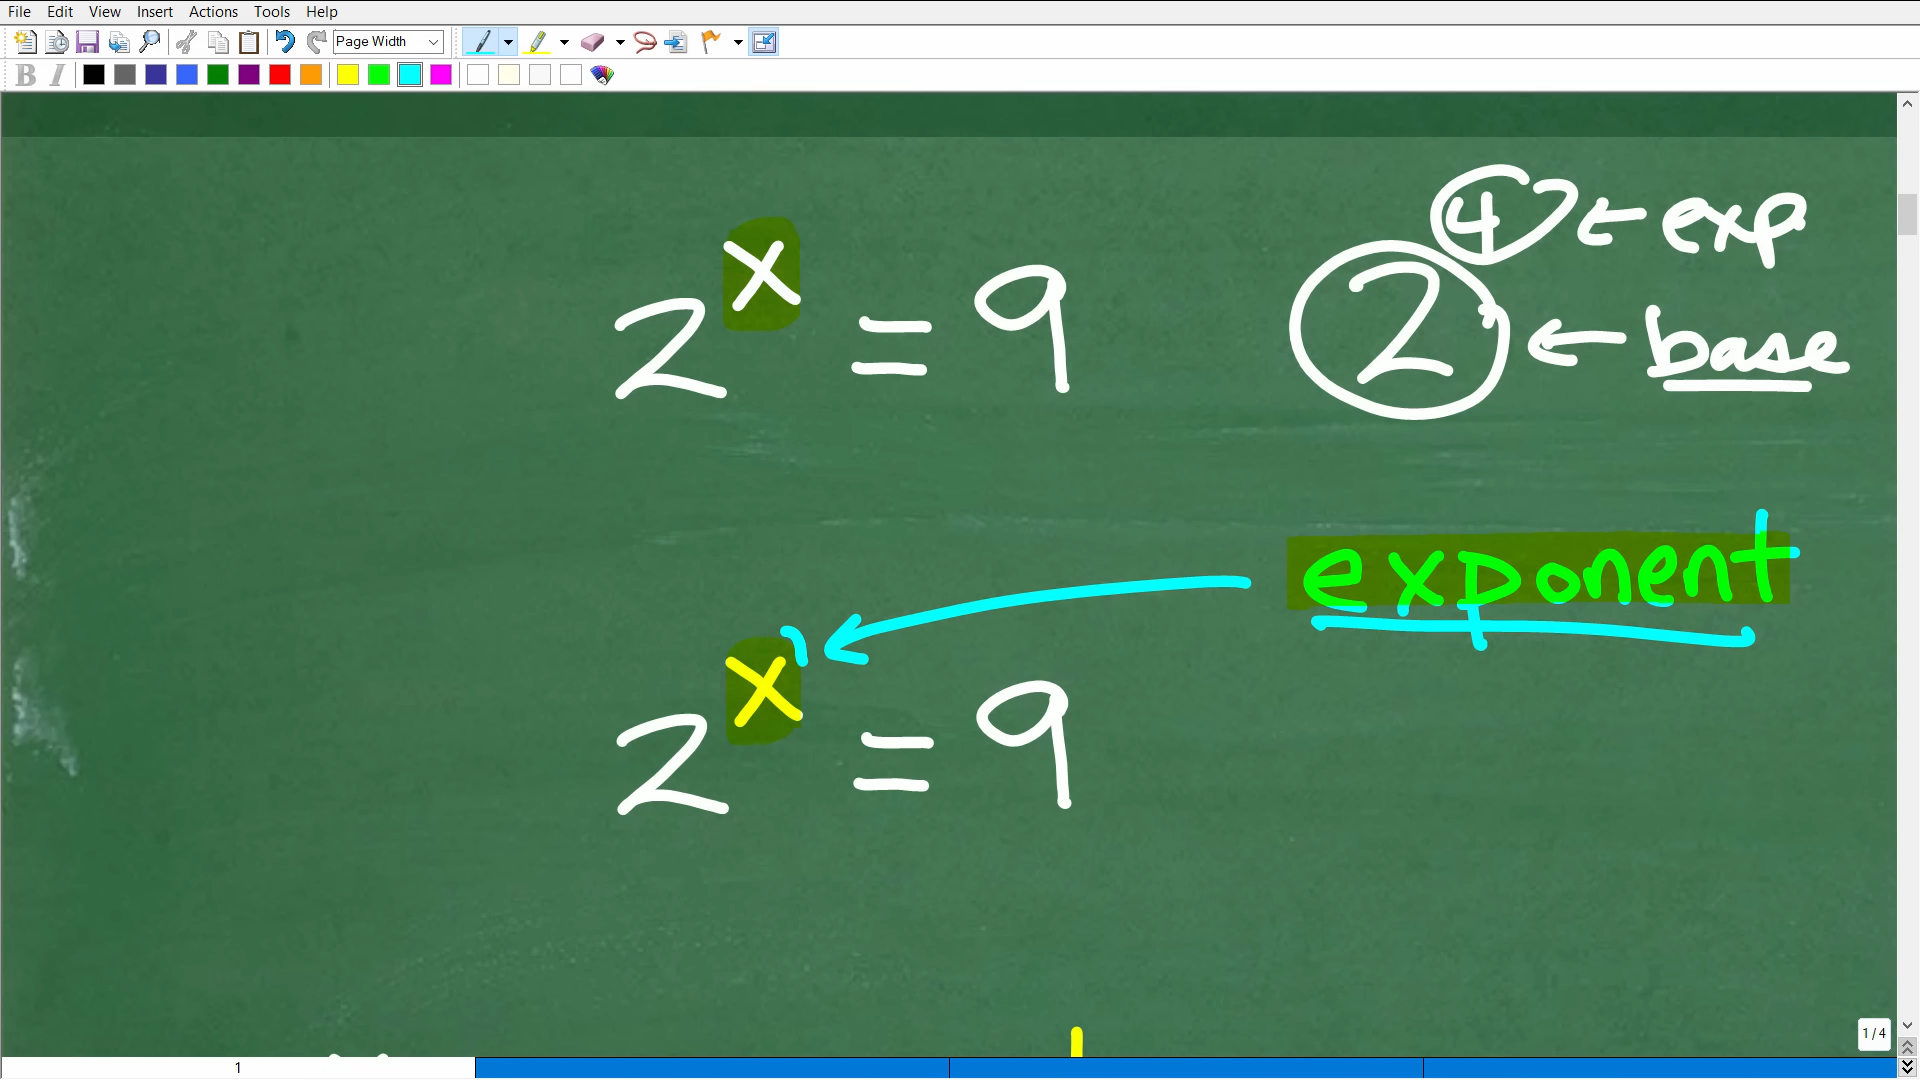 File Edit View Insert Actions Tools Help
Page Width
B I
2^x = 9
2^4 ← exp
← base
exponent
2^x = 9
1 / 4
1